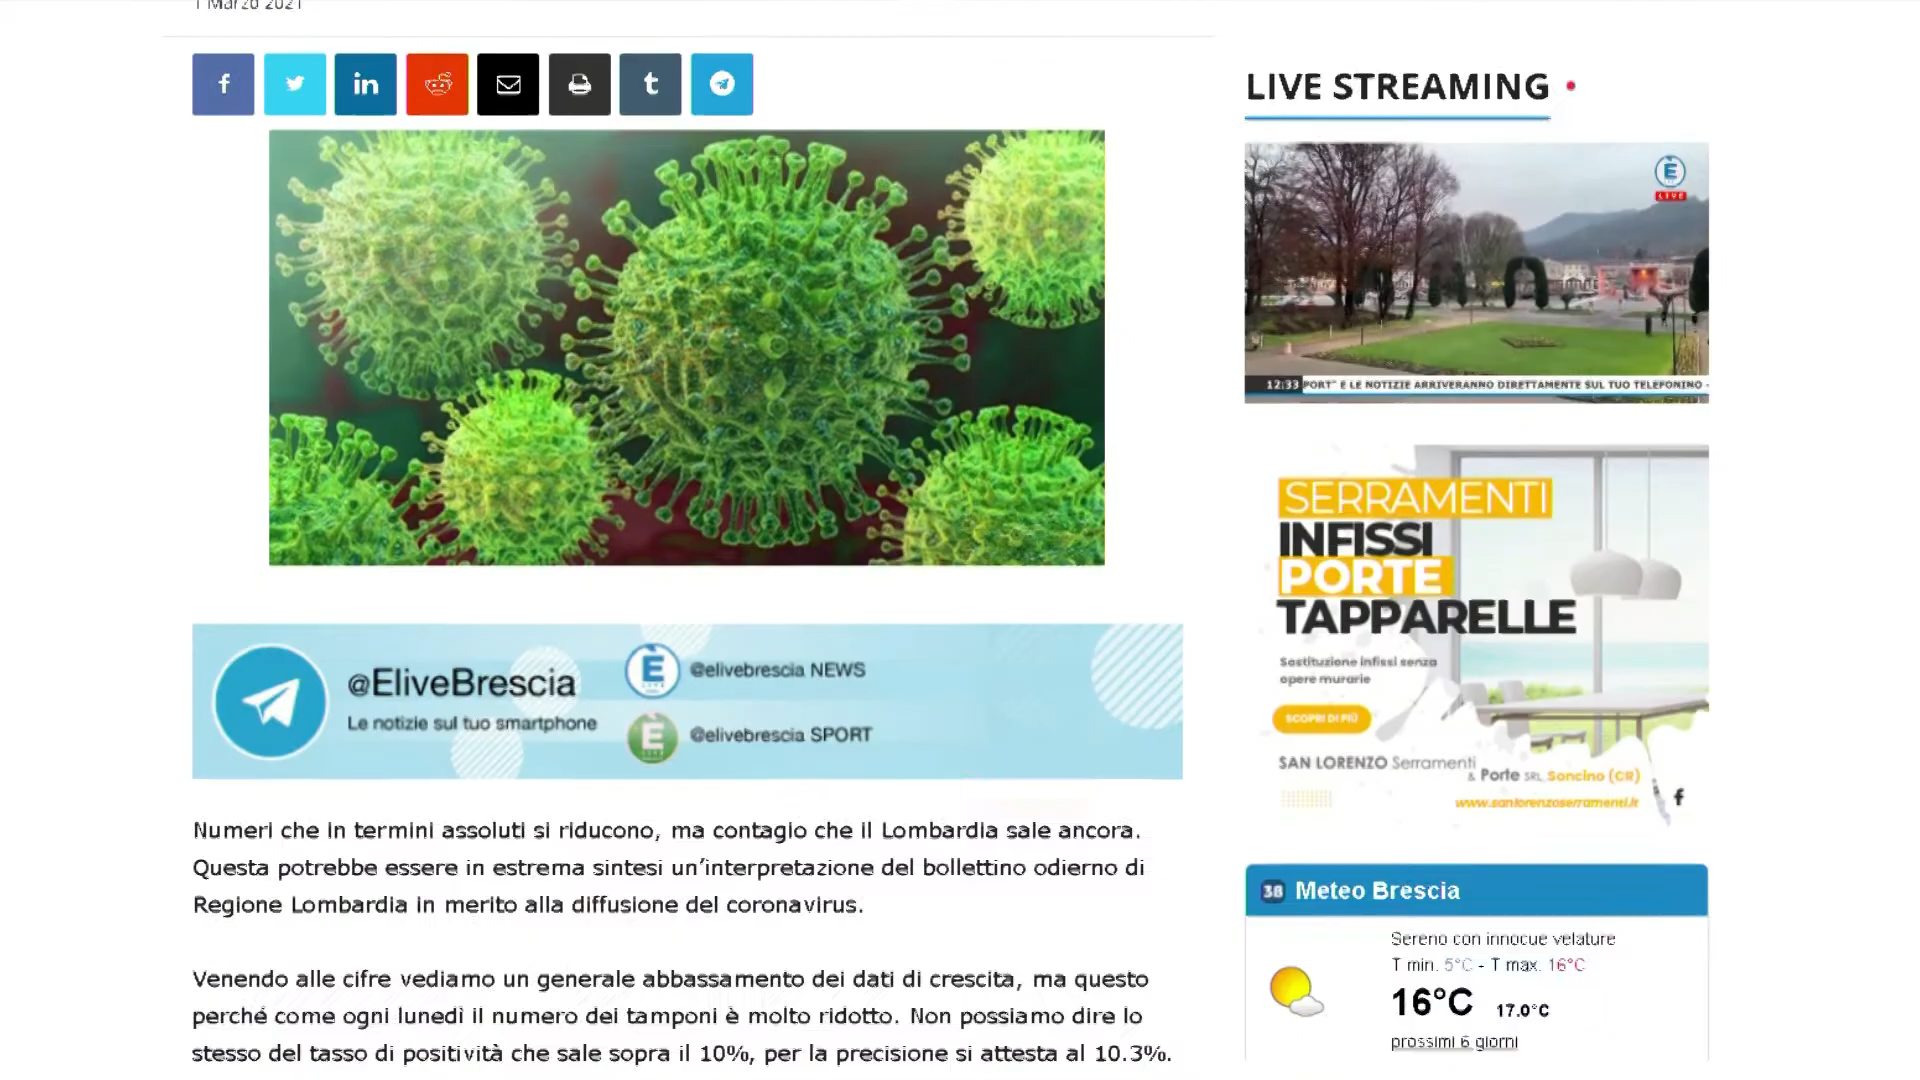 1 Marzo 2021
f
in
t
LIVE STREAMING
È
LIVE
12:33 PORT" E LE NOTIZIE ARRIVERANNO DIRETTAMENTE SUL TUO TELEFONINO -
SERRAMENTI
INFISSI
PORTE
TAPPARELLE
Sostituzione infissi senza
opere murarie
SCOPRI DI PIÙ
SAN LORENZO Serramenti
& Porte SRL Soncino (CR)
www.sanlorenzoserramenti.it
f
@EliveBrescia
Le notizie sul tuo smartphone
È
@elivebrescia NEWS
È
@elivebrescia SPORT
Numeri che in termini assoluti si riducono, ma contagio che il Lombardia sale ancora.
Questa potrebbe essere in estrema sintesi un'interpretazione del bollettino odierno di
Regione Lombardia in merito alla diffusione del coronavirus.
Venendo alle cifre vediamo un generale abbassamento dei dati di crescita, ma questo
perché come ogni lunedì il numero dei tamponi è molto ridotto. Non possiamo dire lo
stesso del tasso di positività che sale sopra il 10%, per la precisione si attesta al 10.3%.
3B Meteo Brescia
Sereno con innocue velature
T min. 5°C - T max. 16°C
16°C 17.0°C
prossimi 6 giorni